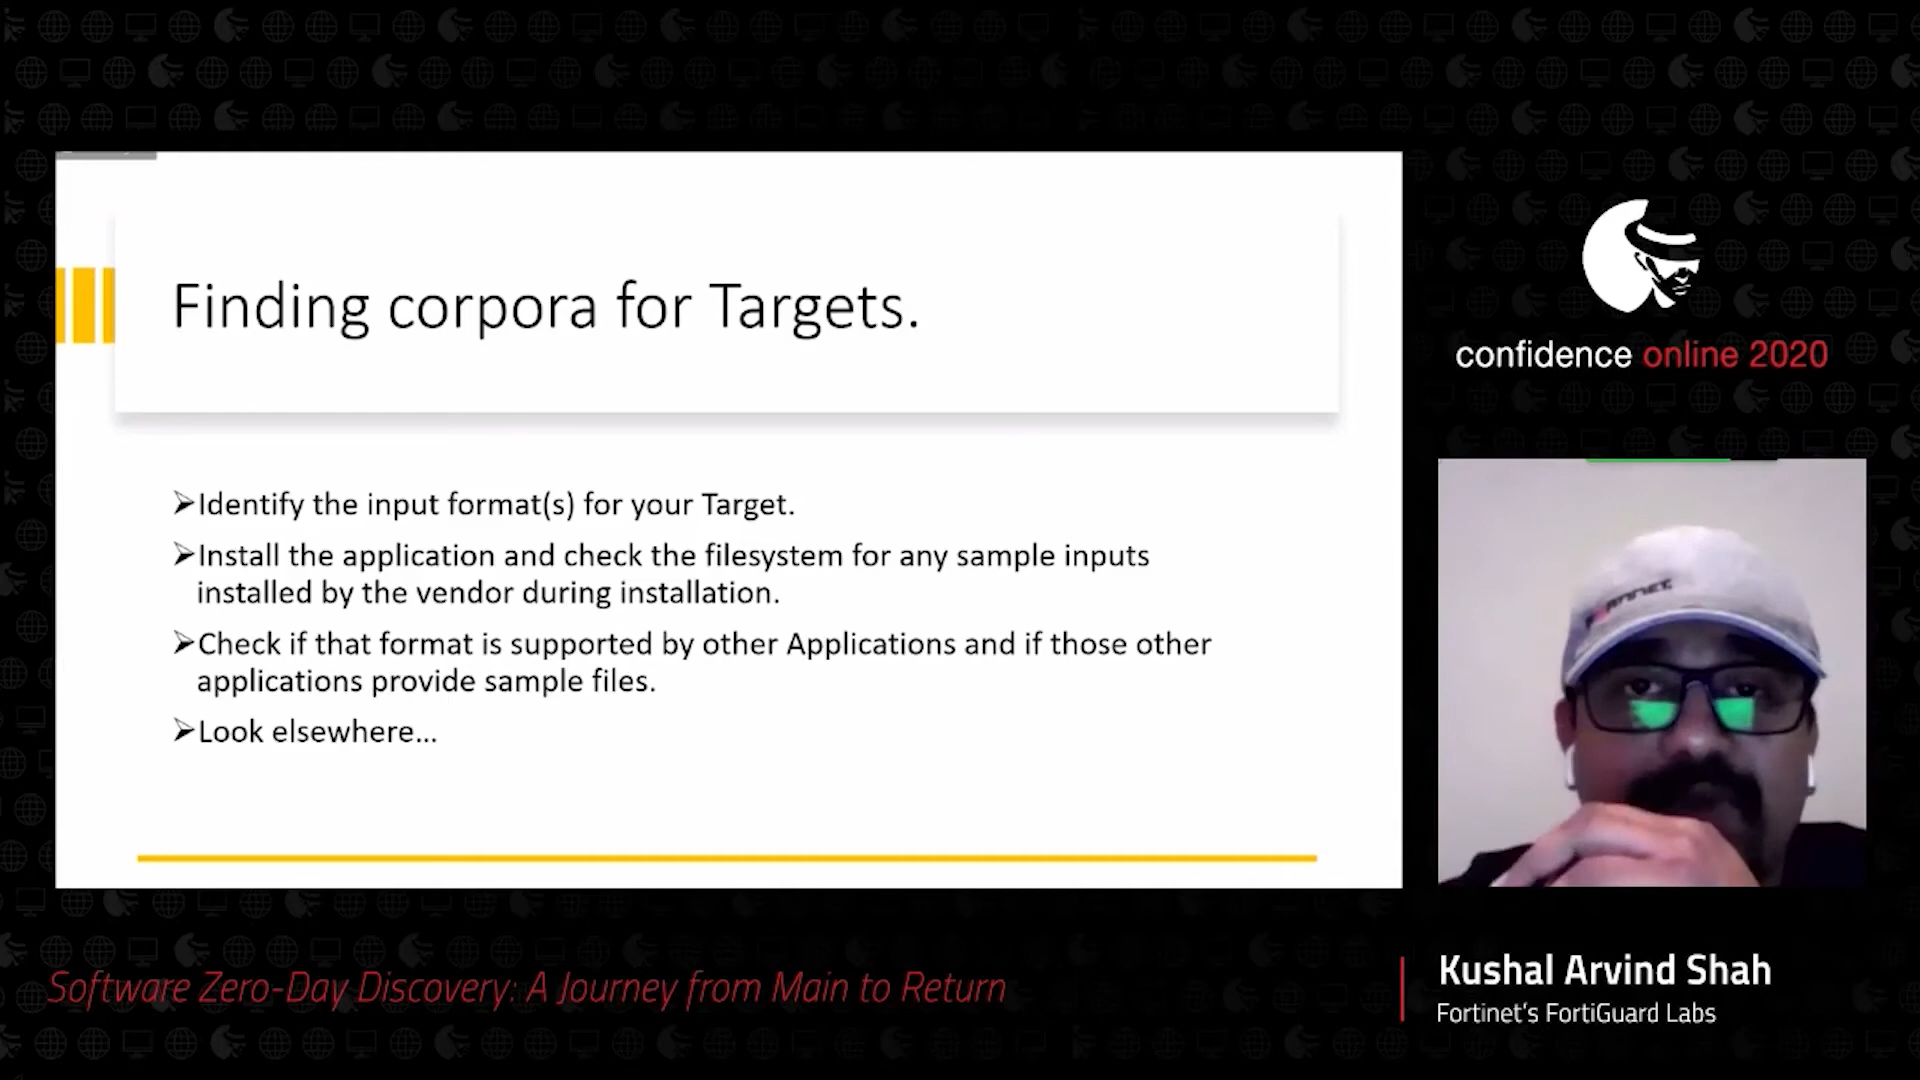 Finding corpora for Targets.
➢Identify the input format(s) for your Target.
➢Install the application and check the filesystem for any sample inputs
installed by the vendor during installation.
➢Check if that format is supported by other Applications and if those other
applications provide sample files.
➢Look elsewhere...
confidence online 2020
Software Zero-Day Discovery: A Journey from Main to Return
Kushal Arvind Shah
Fortinet's FortiGuard Labs